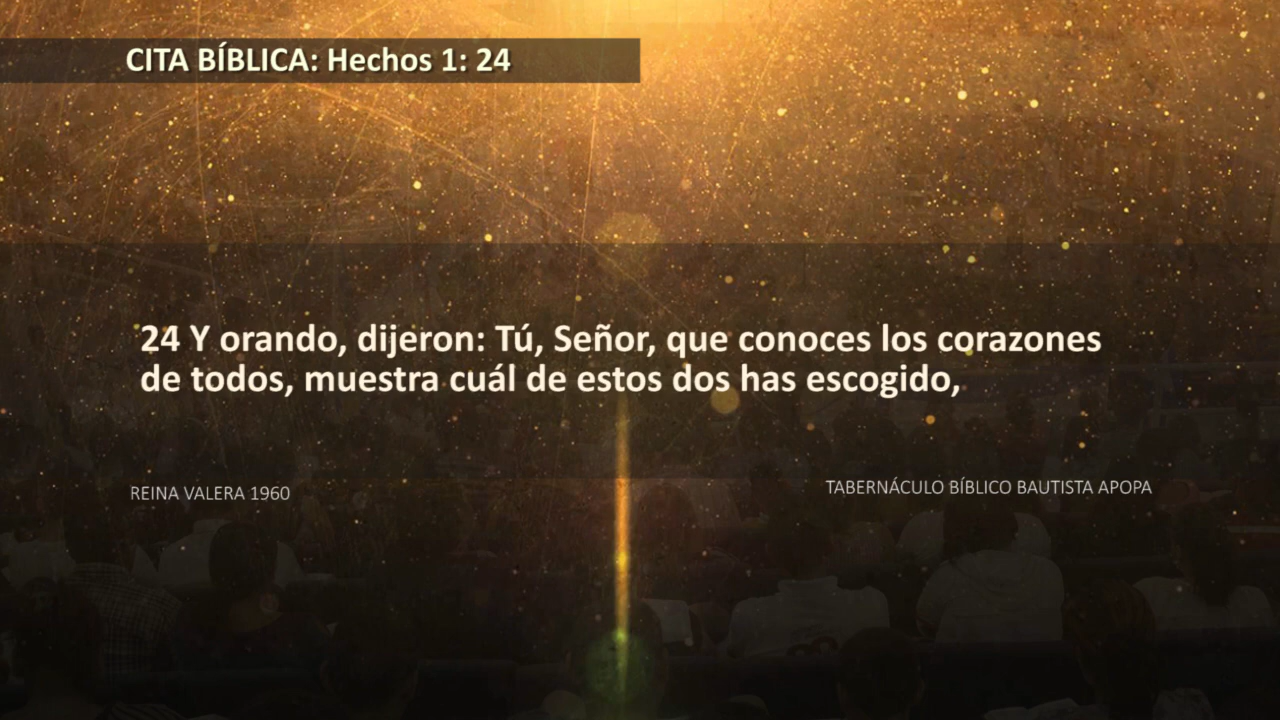 CITA BÍBLICA: Hechos 1: 24
24 Y orando, dijeron: Tú, Señor, que conoces los corazones
de todos, muestra cuál de estos dos has escogido,
REINA VALERA 1960
TABERNÁCULO BÍBLICO BAUTISTA APOPA